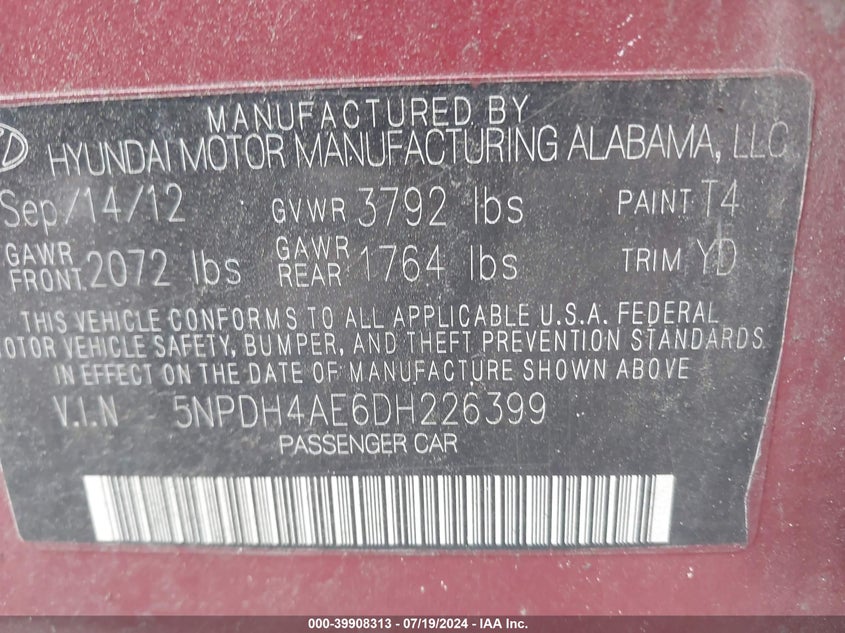 MANUFACTURED BY
HYUNDAI MOTOR MANUFACTURING ALABAMA, LLC
Sep/14/12 GVWR 3792 lbs PAINT T4
GAWR FRONT 2072 lbs GAWR REAR 1764 lbs TRIM YD
THIS VEHICLE CONFORMS TO ALL APPLICABLE U.S.A. FEDERAL
MOTOR VEHICLE SAFETY, BUMPER, AND THEFT PREVENTION STANDARDS
IN EFFECT ON THE DATE OF MANUFACTURE SHOWN ABOVE
V.I.N 5NPDH4AE6DH226399
PASSENGER CAR
000-39908313 - 07/19/2024 - IAA Inc.